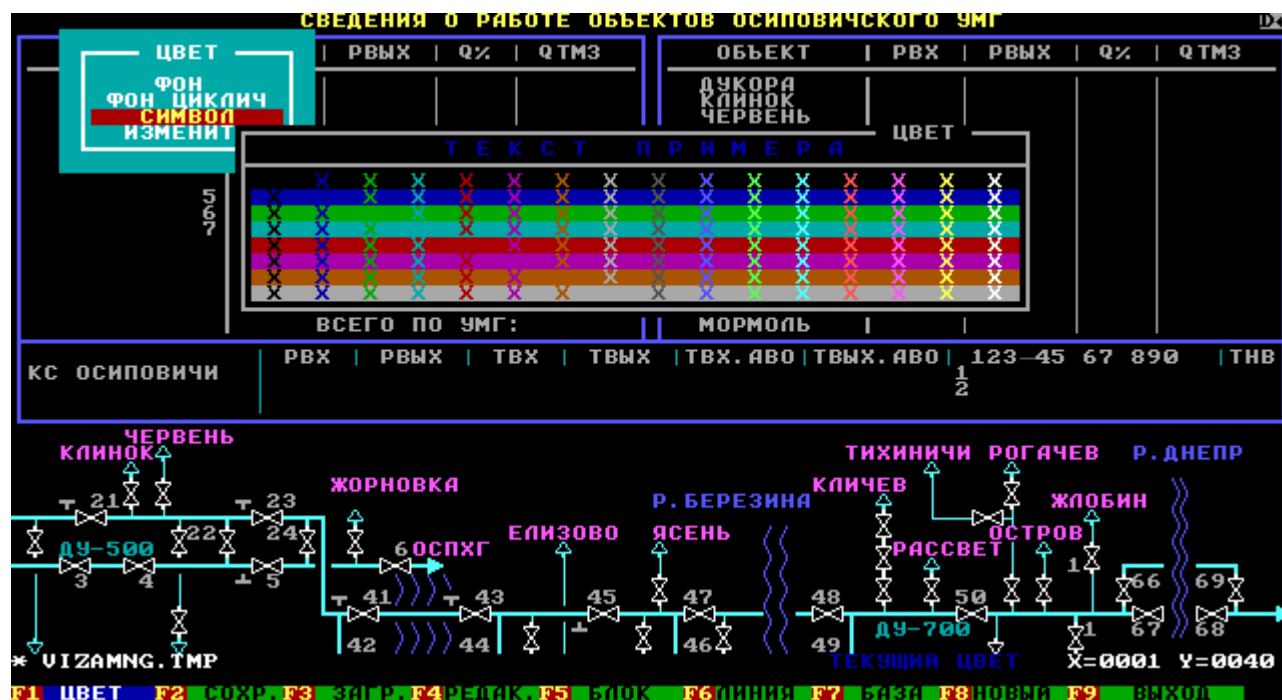 СВЕДЕНИЯ О РАБОТЕ ОБЪЕКТОВ ОСИПОВИЧСКОГО УМГ
ЦВЕТ
ФОН
ФОН ЦИКЛИЧ
СИМВОЛ
ИЗМЕНИТ
| РВЫХ | Q% | QТМЗ
ОБЪЕКТ | РВХ | РВЫХ | Q% | QТМЗ
ДУКОРА
КЛИНОК
ЧЕРВЕНЬ
ЦВЕТ
ТЕКСТ ПРИМЕРА
X X X X X X X X X X X X X X X
5 X X X X X X X X X X X X X X X
6 X X X X X X X X X X X X X X X
7 X X X X X X X X X X X X X X X
X X X X X X X X X X X X X X X
X X X X X X X X X X X X X X X
X X X X X X X X X X X X X X X
X X X X X X X X X X X X X X X
ВСЕГО ПО УМГ:
МОРМОЛЬ
КС ОСИПОВИЧИ
РВХ | РВЫХ | ТВХ | ТВЫХ |ТВХ.АВО|ТВЫХ.АВО| 123-45 67 890 |ТНВ
1
2
ЧЕРВЕНЬ
КЛИНОК
ТИХИНИЧИ РОГАЧЕВ Р.ДНЕПР
ЖОРНОВКА
Р.БЕРЕЗИНА
КЛИЧЕВ
ЖЛОБИН
21 23
22 24
ДУ-500
6 ОСПХГ
ЕЛИЗОВО
ЯСЕНЬ
РАССВЕТ
ОСТРОВ
3 4 5
1
66 69
41 43 45 47 48 50
42 44 46 49
ДУ-700
1 67 68
* VIZAMNG.TMP
ТЕКУЩИЙ ЦВЕТ
X=0001 Y=0040
F1 ЦВЕТ F2 СОХР. F3 ЗАГР. F4 РЕДАК. F5 БЛОК F6 ЛИНИЯ F7 БАЗА F8 НОВЫЙ F9 ВЫХОД